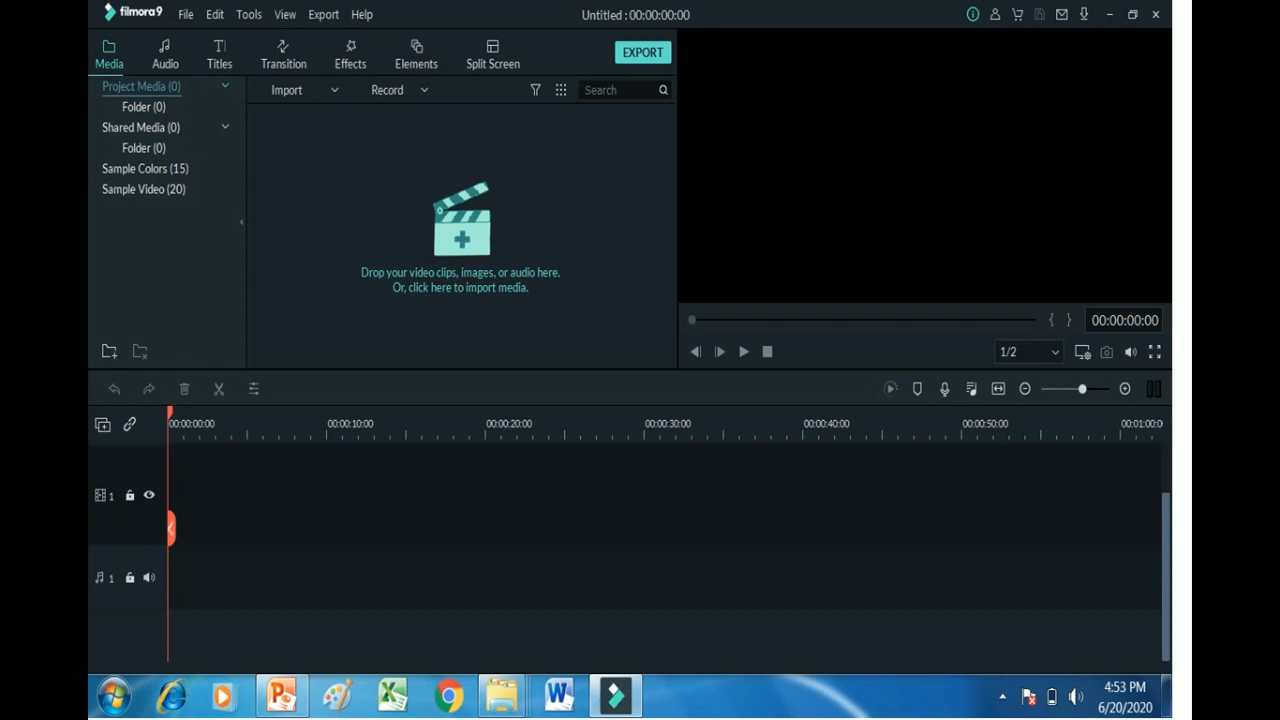 filmora9 File Edit Tools View Export Help Untitled : 00:00:00:00
Media Audio Titles Transition Effects Elements Split Screen EXPORT
Project Media (0) Import Record Search
Folder (0)
Shared Media (0)
Folder (0)
Sample Colors (15)
Sample Video (20)
Drop your video clips, images, or audio here.
Or, click here to import media.
00:00:00:00
1/2
00:00:00:00 00:00:10:00 00:00:20:00 00:00:30:00 00:00:40:00 00:00:50:00 00:01:00:0
1
1
4:53 PM
6/20/2020